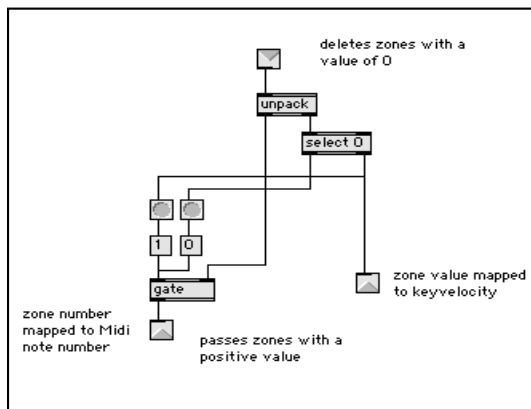 deletes zones with a
value of 0
unpack
select 0
1
0
gate
zone value mapped
to keyvelocity
zone number
mapped to Midi
note number
passes zones with a
positive value